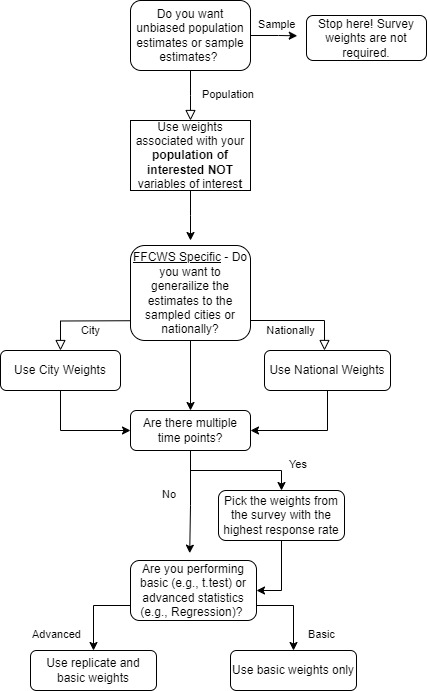 Do you want
unbiased population
estimates or sample
estimates?
Sample
Stop here! Survey
weights are not
required.
Population
Use weights
associated with your
population of
interested NOT
variables of interest
FFCWS Specific - Do
you want to
generailize the
estimates to the
sampled cities or
nationally?
City
Nationally
Use City Weights
Use National Weights
Are there multiple
time points?
Yes
No
Pick the weights from
the survey with the
highest response rate
Are you performing
basic (e.g., t.test) or
advanced statistics
(e.g., Regression)?
Advanced
Basic
Use replicate and
basic weights
Use basic weights only